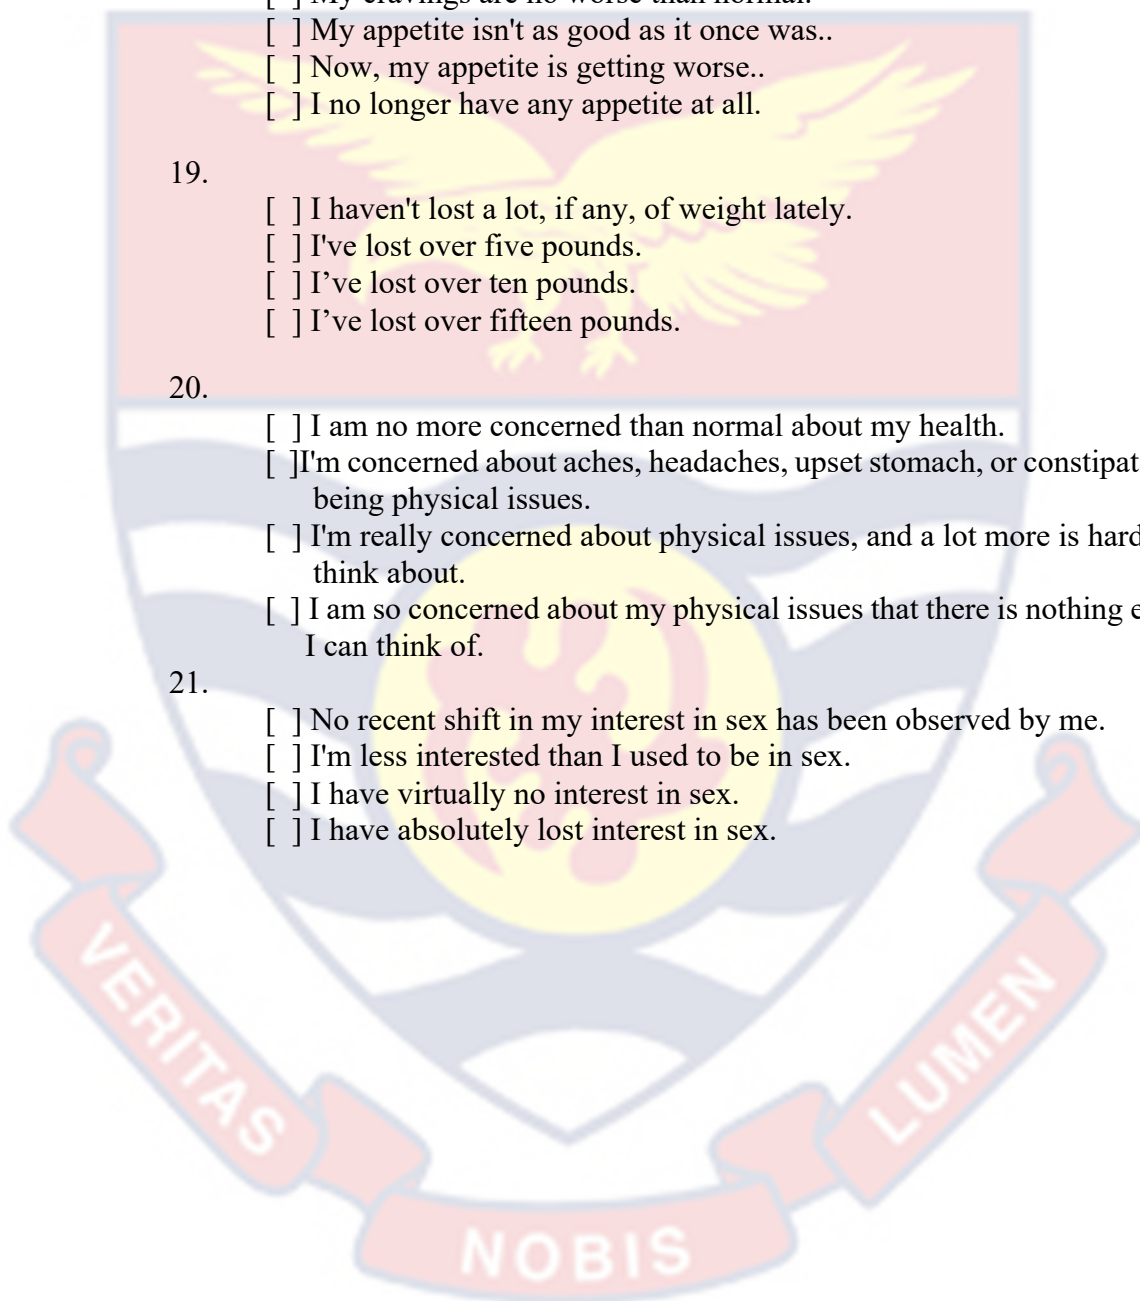 [ ] My cravings are no worse than normal.
[ ] My appetite isn't as good as it once was..
[ ] Now, my appetite is getting worse..
[ ] I no longer have any appetite at all.
19.
[ ] I haven't lost a lot, if any, of weight lately.
[ ] I've lost over five pounds.
[ ] I’ve lost over ten pounds.
[ ] I’ve lost over fifteen pounds.
20.
[ ] I am no more concerned than normal about my health.
[ ]I'm concerned about aches, headaches, upset stomach, or constipat
being physical issues.
[ ] I'm really concerned about physical issues, and a lot more is hard
think about.
[ ] I am so concerned about my physical issues that there is nothing e
I can think of.
21.
[ ] No recent shift in my interest in sex has been observed by me.
[ ] I'm less interested than I used to be in sex.
[ ] I have virtually no interest in sex.
[ ] I have absolutely lost interest in sex.
VERITAS
NOBIS
LUMEN